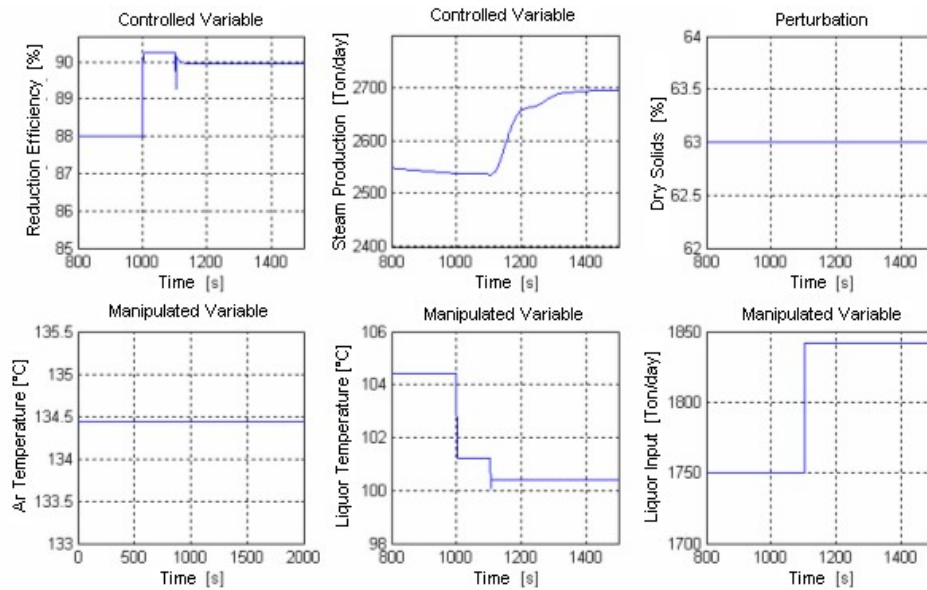 Controlled Variable
Reduction Efficiency [%]
90
89
88
87
86
85
800 1000 1200 1400
Time [s]
Controlled Variable
Steam Production [Ton/day]
2700
2600
2500
2400
800 1000 1200 1400
Time [s]
Perturbation
Dry Solids [%]
64
63.5
63
62.5
62
800 1000 1200 1400
Time [s]
Manipulated Variable
Ar Temperature [°C]
135.5
135
134.5
134
133.5
133
0 500 1000 1500 2000
Time [s]
Manipulated Variable
Liquor Temperature [°C]
106
104
102
100
98
800 1000 1200 1400
Time [s]
Manipulated Variable
Liquor Input [Ton/day]
1850
1800
1750
1700
800 1000 1200 1400
Time [s]